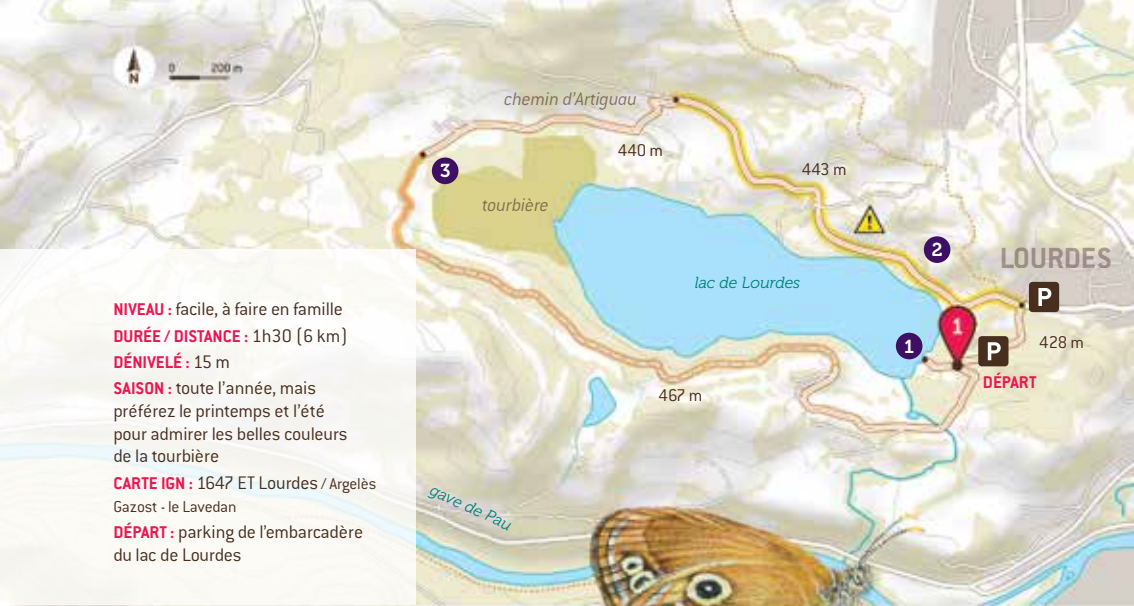 N
0 200 m
chemin d'Artiguau
440 m
443 m
3
tourbière
2
LOURDES
lac de Lourdes
P
1
1
P
428 m
DÉPART
467 m
NIVEAU : facile, à faire en famille
DURÉE / DISTANCE : 1h30 (6 km)
DÉNIVELÉ : 15 m
SAISON : toute l'année, mais
préférez le printemps et l'été
pour admirer les belles couleurs
de la tourbière
CARTE IGN : 1647 ET Lourdes / Argelès
Gazost - le Lavedan
DÉPART : parking de l'embarcadère
du lac de Lourdes
gave de Pau